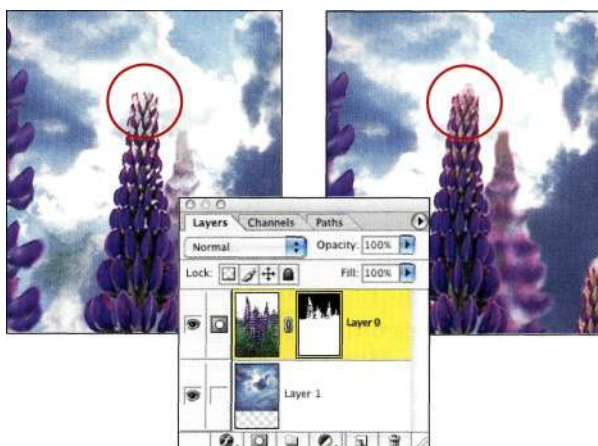 Layers Channels Paths
Normal Opacity: 100%
Lock: Fill: 100%
Layer 0
Layer 1